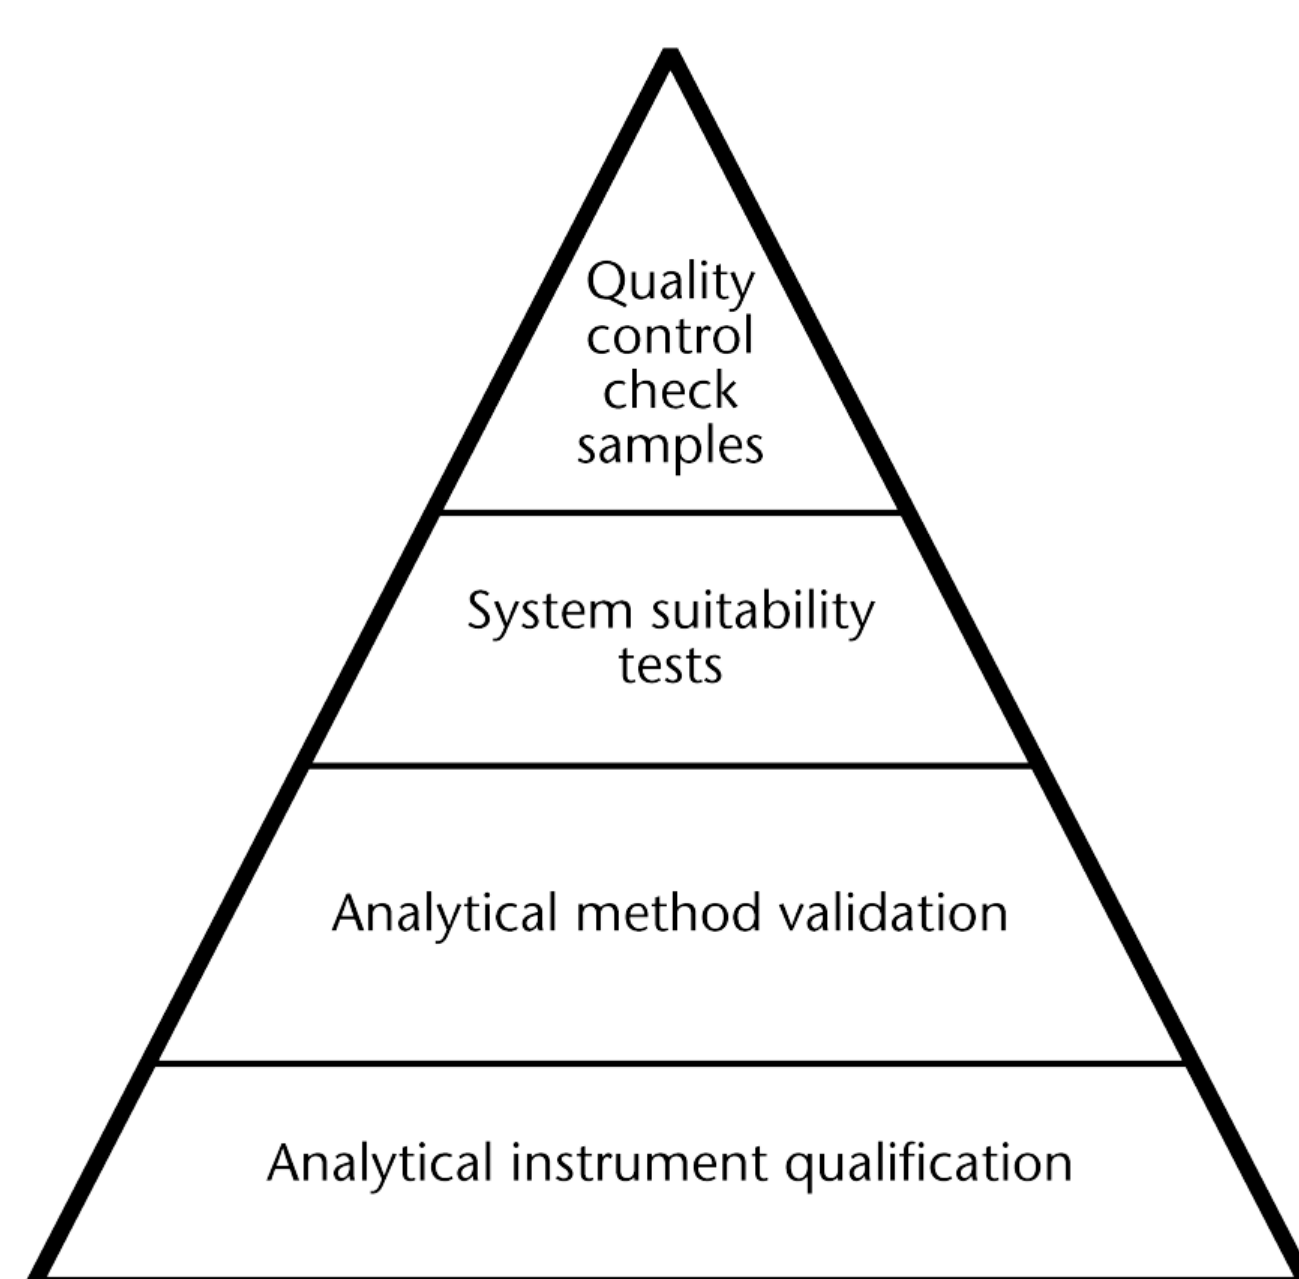 Quality
control
check
samples
System suitability
tests
Analytical method validation
Analytical instrument qualification